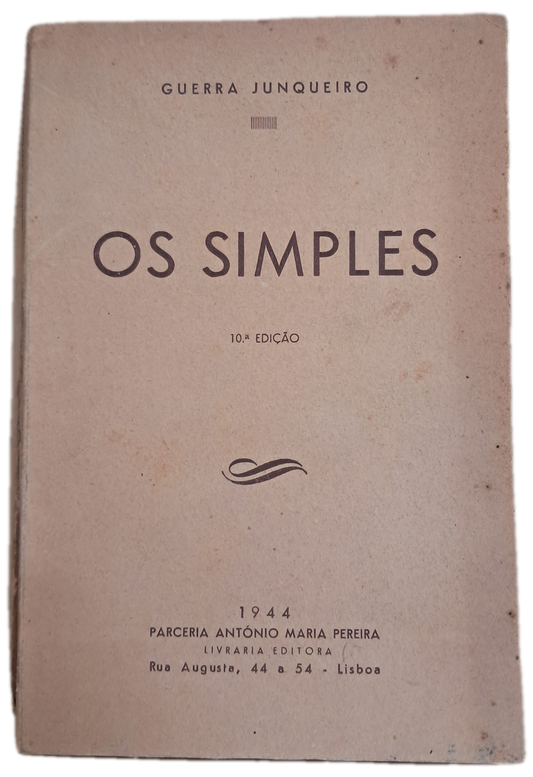 GUERRA JUNQUEIRO
OS SIMPLES
10.ª EDIÇÃO
1944
PARCERIA ANTÓNIO MARIA PEREIRA
LIVRARIA EDITORA
Rua Augusta, 44 a 54 - Lisboa